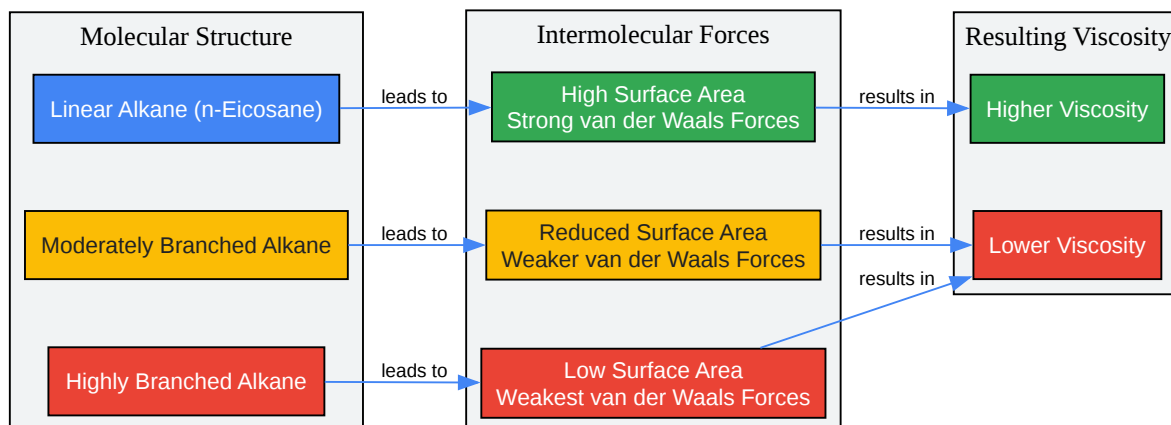 Molecular Structure
Intermolecular Forces
Resulting Viscosity
Linear Alkane (n-Eicosane)
leads to
High Surface Area
Strong van der Waals Forces
results in
Higher Viscosity
Moderately Branched Alkane
leads to
Reduced Surface Area
Weaker van der Waals Forces
results in
Lower Viscosity
results in
Highly Branched Alkane
leads to
Low Surface Area
Weakest van der Waals Forces